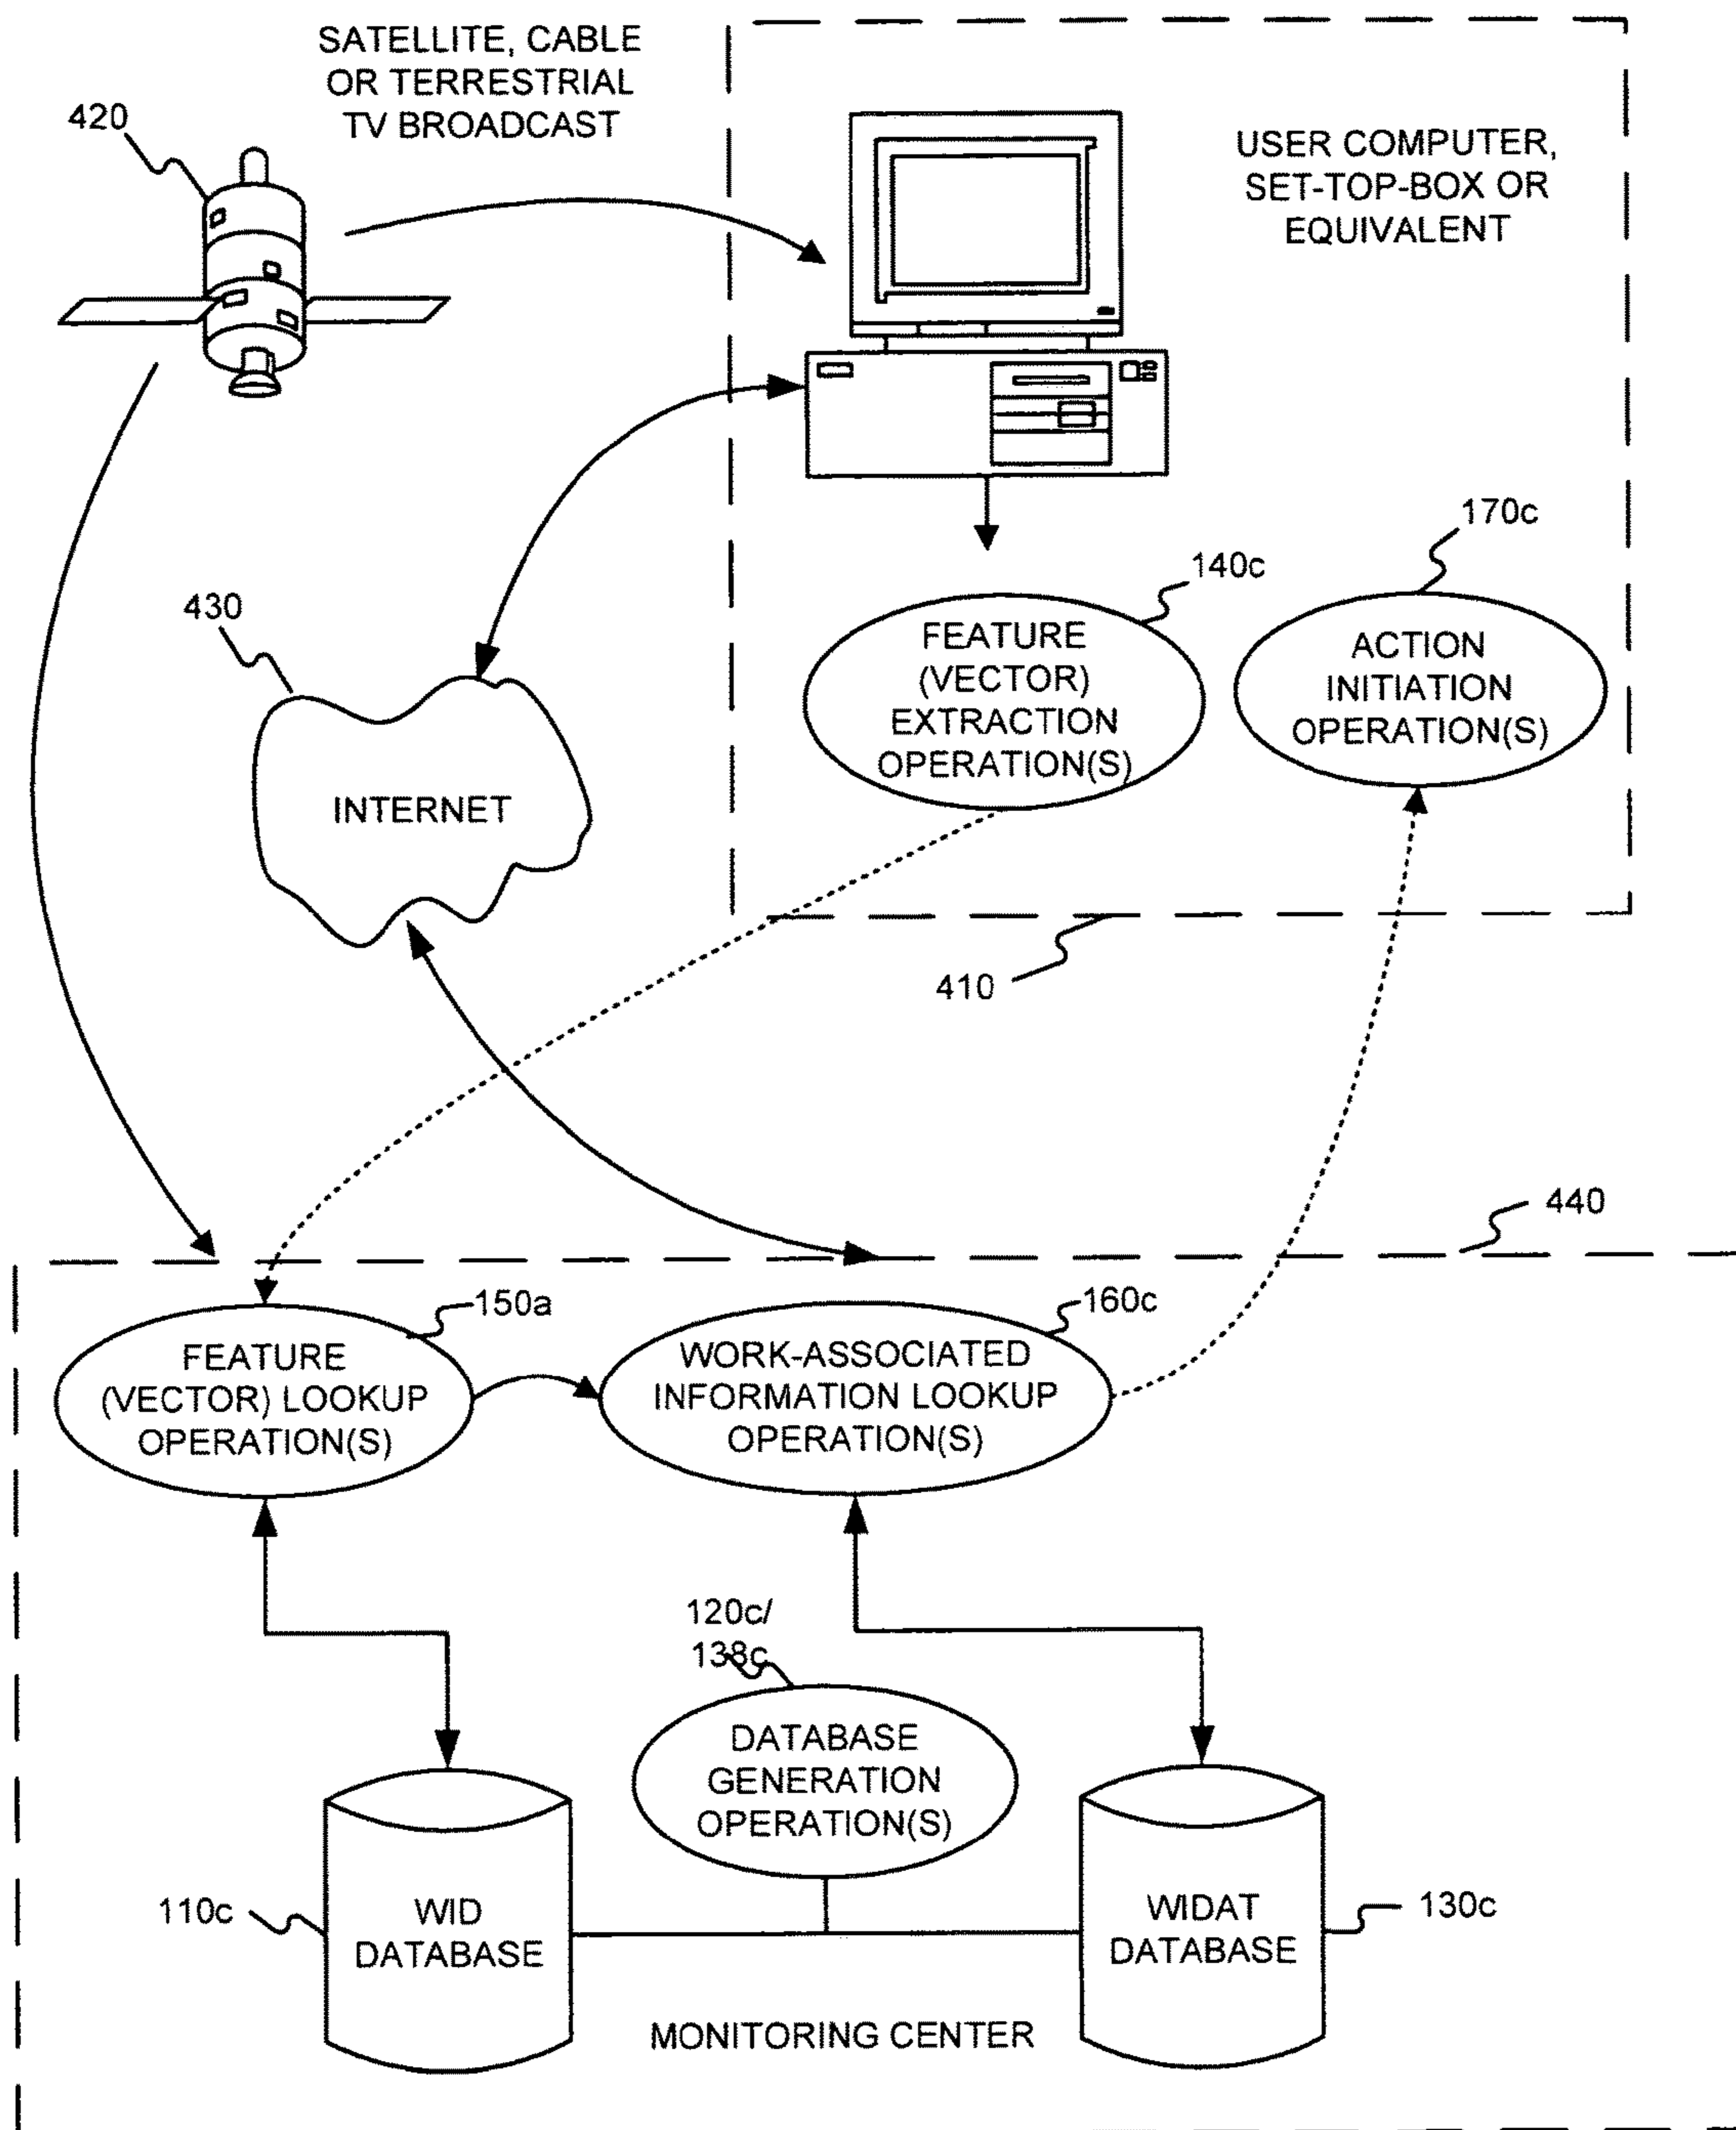 SATELLITE, CABLE
OR TERRESTRIAL
TV BROADCAST
420
USER COMPUTER,
SET-TOP-BOX OR
EQUIVALENT
170c
140c
430
FEATURE
(VECTOR)
EXTRACTION
OPERATION(S)
ACTION
INITIATION
OPERATION(S)
INTERNET
410
440
150a
160c
FEATURE
(VECTOR) LOOKUP
OPERATION(S)
WORK-ASSOCIATED
INFORMATION LOOKUP
OPERATION(S)
120c/
138c
DATABASE
GENERATION
OPERATION(S)
110c
WID
DATABASE
WIDAT
DATABASE
130c
MONITORING CENTER